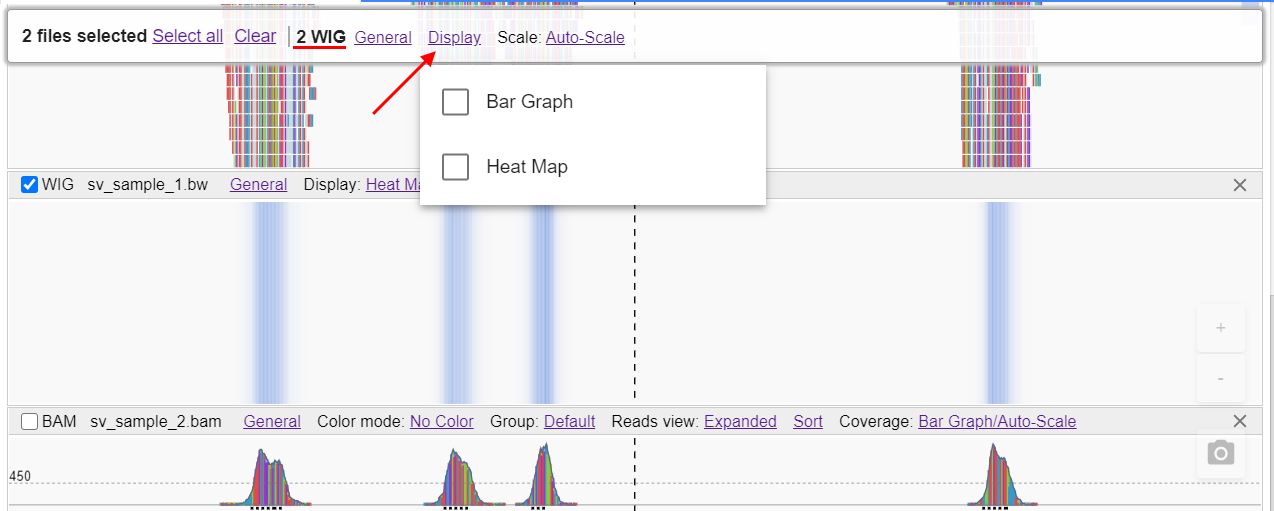 2 files selected Select all Clear 2 WIG General Display Scale: Auto-Scale
Bar Graph
Heat Map
WIG sv_sample_1.bw General Display: Heat
+
-
BAM sv_sample_2.bam General Color mode: No Color Group: Default Reads view: Expanded Sort Coverage: Bar Graph/Auto-Scale
450